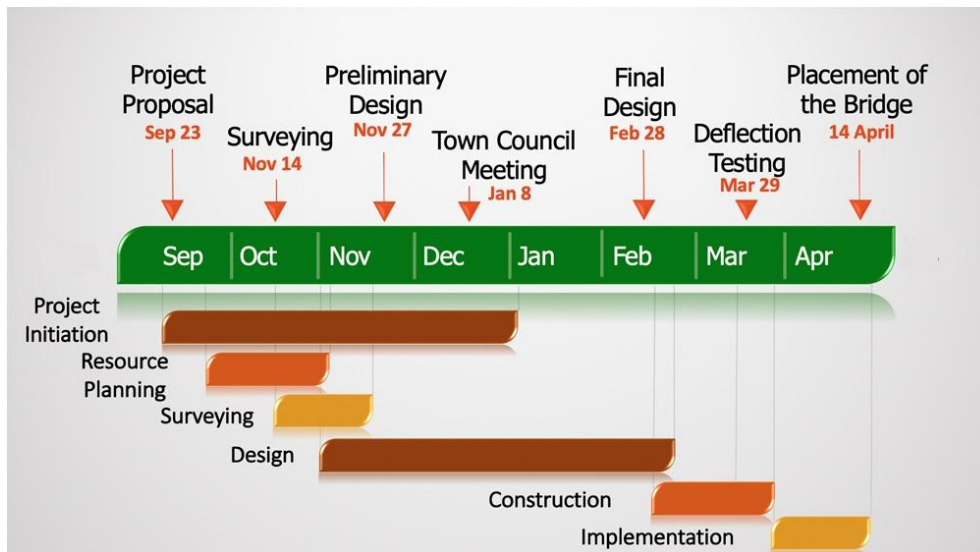 Project
Proposal
Sep 23
Surveying
Nov 14
Preliminary
Design
Nov 27
Town Council
Meeting
Jan 8
Final
Design
Feb 28
Deflection
Testing
Mar 29
Placement of
the Bridge
14 April
Sep Oct Nov Dec Jan Feb Mar Apr
Project
Initiation
Resource
Planning
Surveying
Design
Construction
Implementation